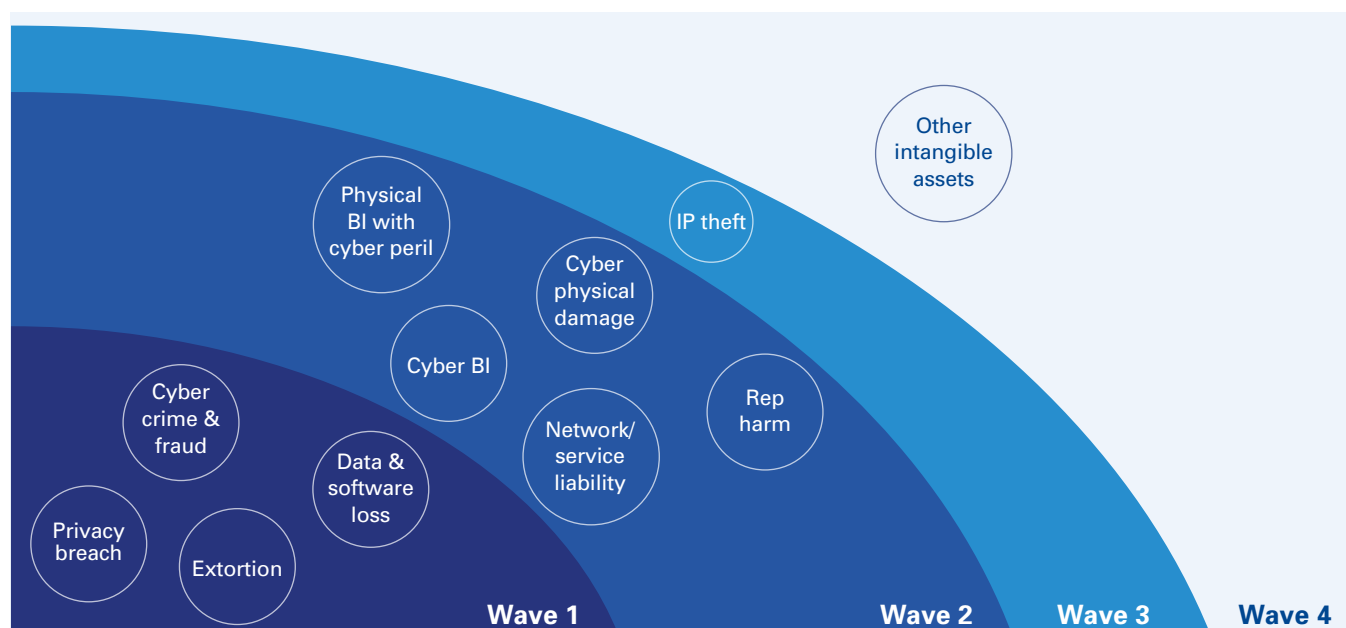 Other
intangible
assets
Physical
BI with
cyber peril
IP theft
Cyber
physical
damage
Cyber BI
Rep
harm
Cyber
crime &
fraud
Network/
service
liability
Data &
software
loss
Privacy
breach
Extortion
Wave 1
Wave 2
Wave 3
Wave 4